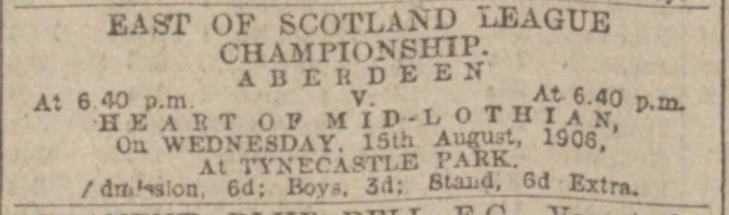 EAST OF SCOTLAND LEAGUE
CHAMPIONSHIP.
ABERDEEN
At 6.40 p.m. V. At 6.40 p.m.
HEART OF MID-LOTHIAN,
On WEDNESDAY, 15th August, 1906,
At TYNECASTLE PARK.
Admission, 6d; Boys, 3d; Stand, 6d Extra.